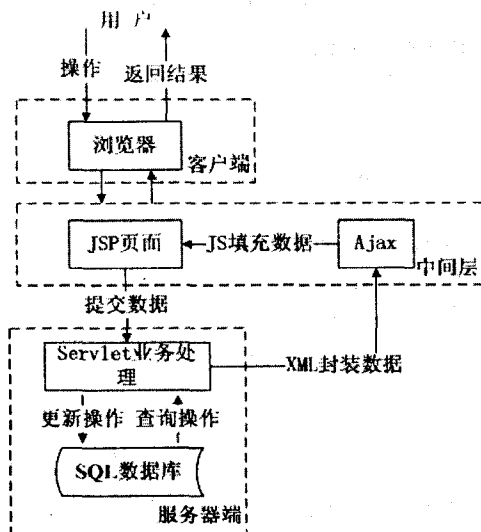 用 户
操作
返回结果
浏览器
客户端
JSP页面
JS填充数据
Ajax
中间层
提交数据
Servlet业务处
理
XML封装数据
更新操作
查询操作
SQL数据库
服务器端